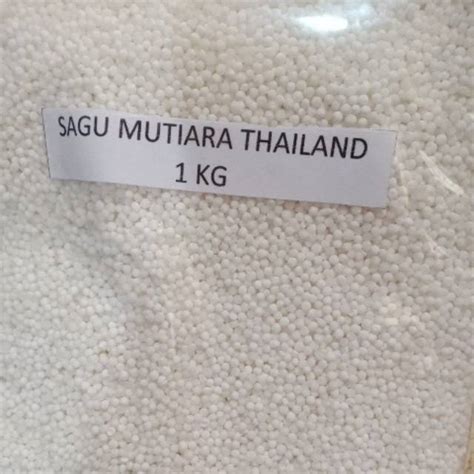 SAGU MUTIARA THAILAND
1 KG